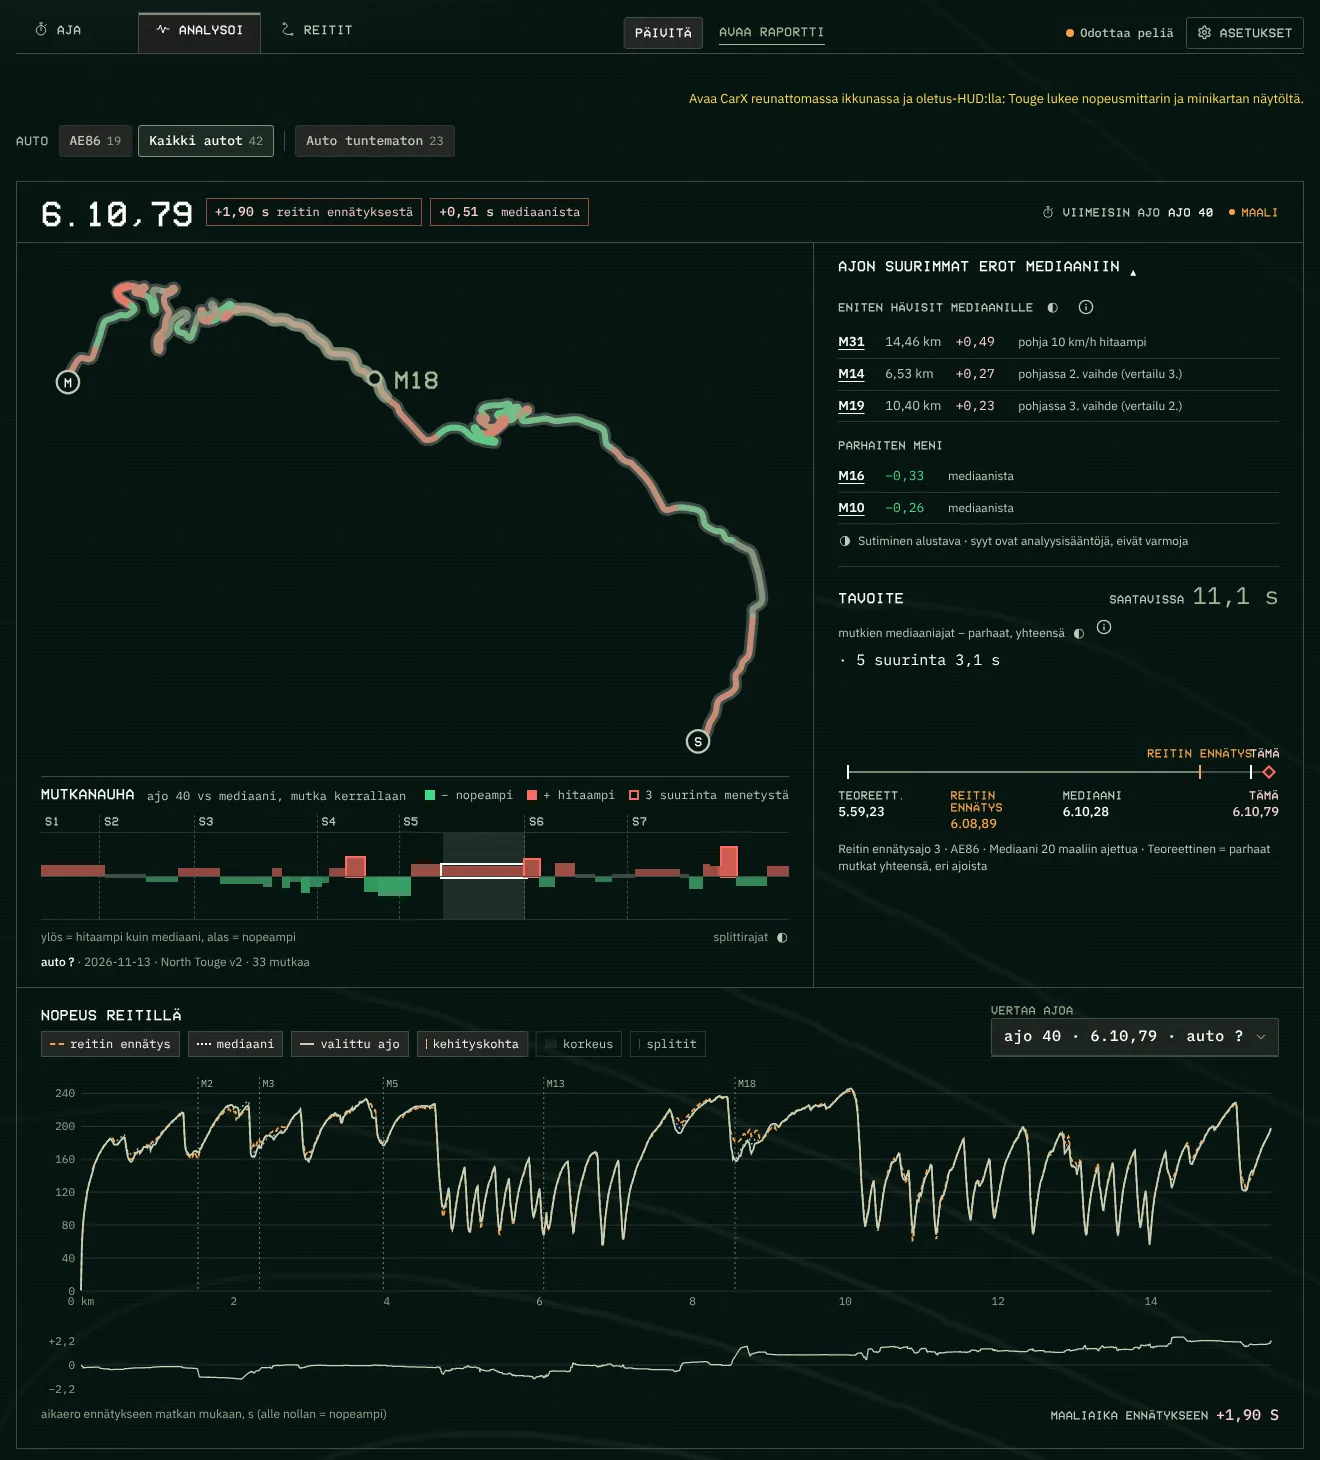 AJA
ANALYSOI
REITIT
PÄIVITÄ
AVAA RAPORTTI
Odottaa peliä
ASETUKSET
Avaa CarX reunattomassa ikkunassa ja oletus-HUD:lla: Touge lukee nopeusmittarin ja minikartan näytöltä.
AUTO AE86 19 Kaikki autot 42 Auto tuntematon 23
6.10,79 +1,90 s reitin ennätyksestä +0,51 s mediaanista
VIIMEISIN AJO AJO 40 MAALI
M
M18
S
AJON SUURIMMAT EROT MEDIAANIIN ▲
ENITEN HÄVISIT MEDIAANILLE
M31 14,46 km +0,49 pohja 10 km/h hitaampi
M14 6,53 km +0,27 pohjassa 2. vaihde (vertailu 3.)
M19 10,40 km +0,23 pohjassa 3. vaihde (vertailu 2.)
PARHAITEN MENI
M16 −0,33 mediaanista
M10 −0,26 mediaanista
Sutiminen alustava · syyt ovat analyysisääntöjä, eivät varmoja
TAVOITE SAATAVISSA 11,1 s
mutkien mediaaniajat − parhaat, yhteensä
· 5 suurinta 3,1 s
REITIN ENNÄTYS TÄMÄ
TEOREETT. REITIN ENNÄTYS MEDIAANI TÄMÄ
5.59,23 6.08,89 6.10,28 6.10,79
Reitin ennätysajo 3 · AE86 · Mediaani 20 maaliin ajettua · Teoreettinen = parhaat
mutkat yhteensä, eri ajoista
MUTKANAUHA ajo 40 vs mediaani, mutka kerrallaan − nopeampi + hitaampi 3 suurinta menetystä
S1 S2 S3 S4 S5 S6 S7
ylös = hitaampi kuin mediaani, alas = nopeampi splittirajat
auto ? · 2026-11-13 · North Touge v2 · 33 mutkaa
NOPEUS REITILLÄ
VERTAA AJOA
reitin ennätys mediaani valittu ajo kehityskohta korkeus splitit
ajo 40 · 6.10,79 · auto ?
M2 M3 M5 M13 M18
240
200
160
120
80
40
0
0 km 2 4 6 8 10 12 14
+2,2
0
−2,2
aikaero ennätykseen matkan mukaan, s (alle nollan = nopeampi)
MAALIAIKA ENNÄTYKSEEN +1,90 S